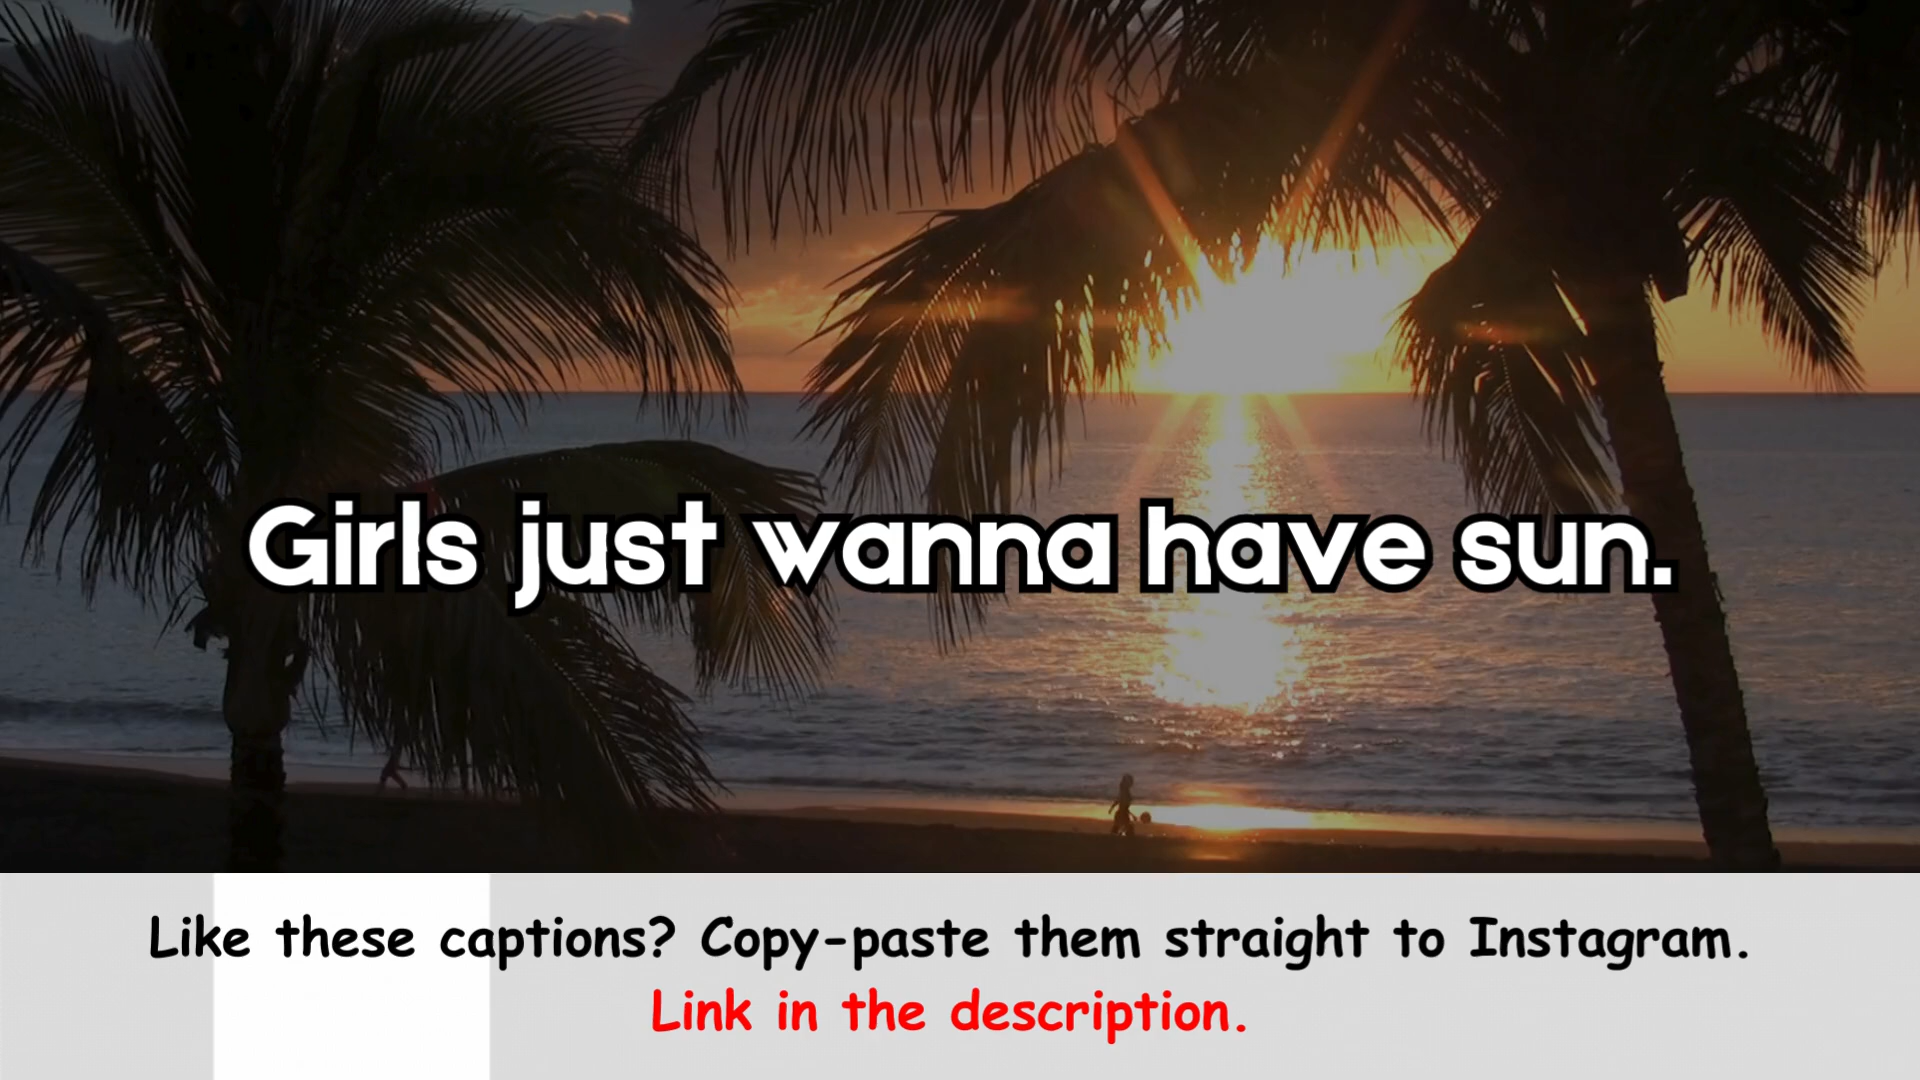 Girls just wanna have sun.
Like these captions? Copy-paste them straight to Instagram.
Link in the description.